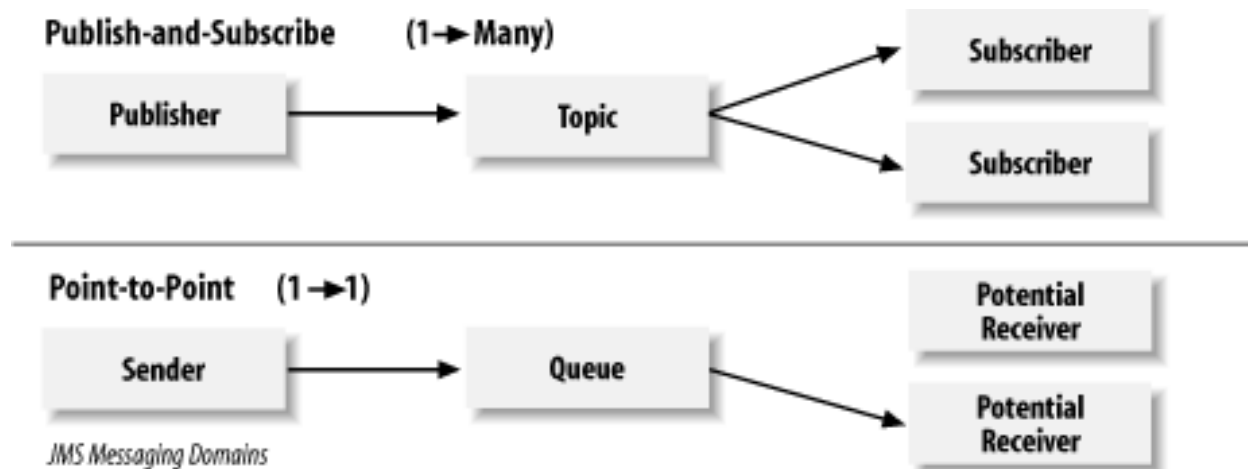 Publish-and-Subscribe (1→Many)
Publisher
Topic
Subscriber
Subscriber
Point-to-Point (1→1)
Sender
Queue
Potential
Receiver
Potential
Receiver
JMS Messaging Domains